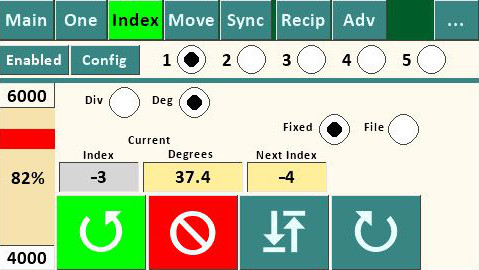 Main One Index Move Sync Recip Adv ...
Enabled Config 1 2 3 4 5
6000 Div Deg
Fixed File
Current
Index Degrees Next Index
82% -3 37.4 -4
4000